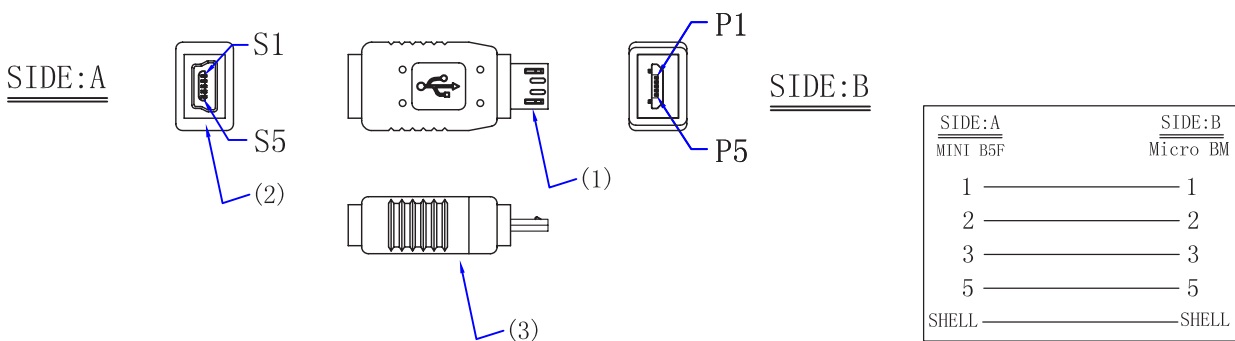 SIDE:A
S1
S5
(2)
(1)
(3)
P1
P5
SIDE:B
SIDE:A SIDE:B
MINI B5F Micro BM
1 1
2 2
3 3
5 5
SHELL SHELL